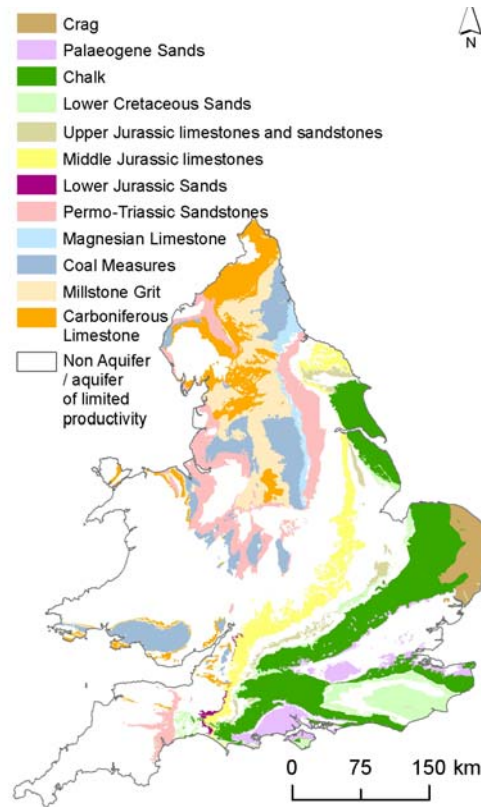 Crag
Palaeogene Sands
Chalk
Lower Cretaceous Sands
Upper Jurassic limestones and sandstones
Middle Jurassic limestones
Lower Jurassic Sands
Permo-Triassic Sandstones
Magnesian Limestone
Coal Measures
Millstone Grit
Carboniferous
Limestone
Non Aquifer
/ aquifer
of limited
productivity
N
0 75 150 km